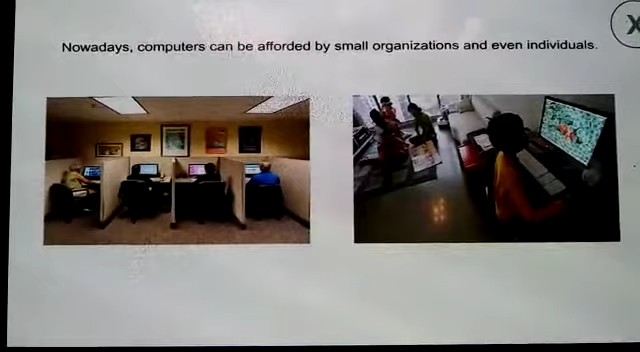 X
Nowadays, computers can be afforded by small organizations and even individuals.